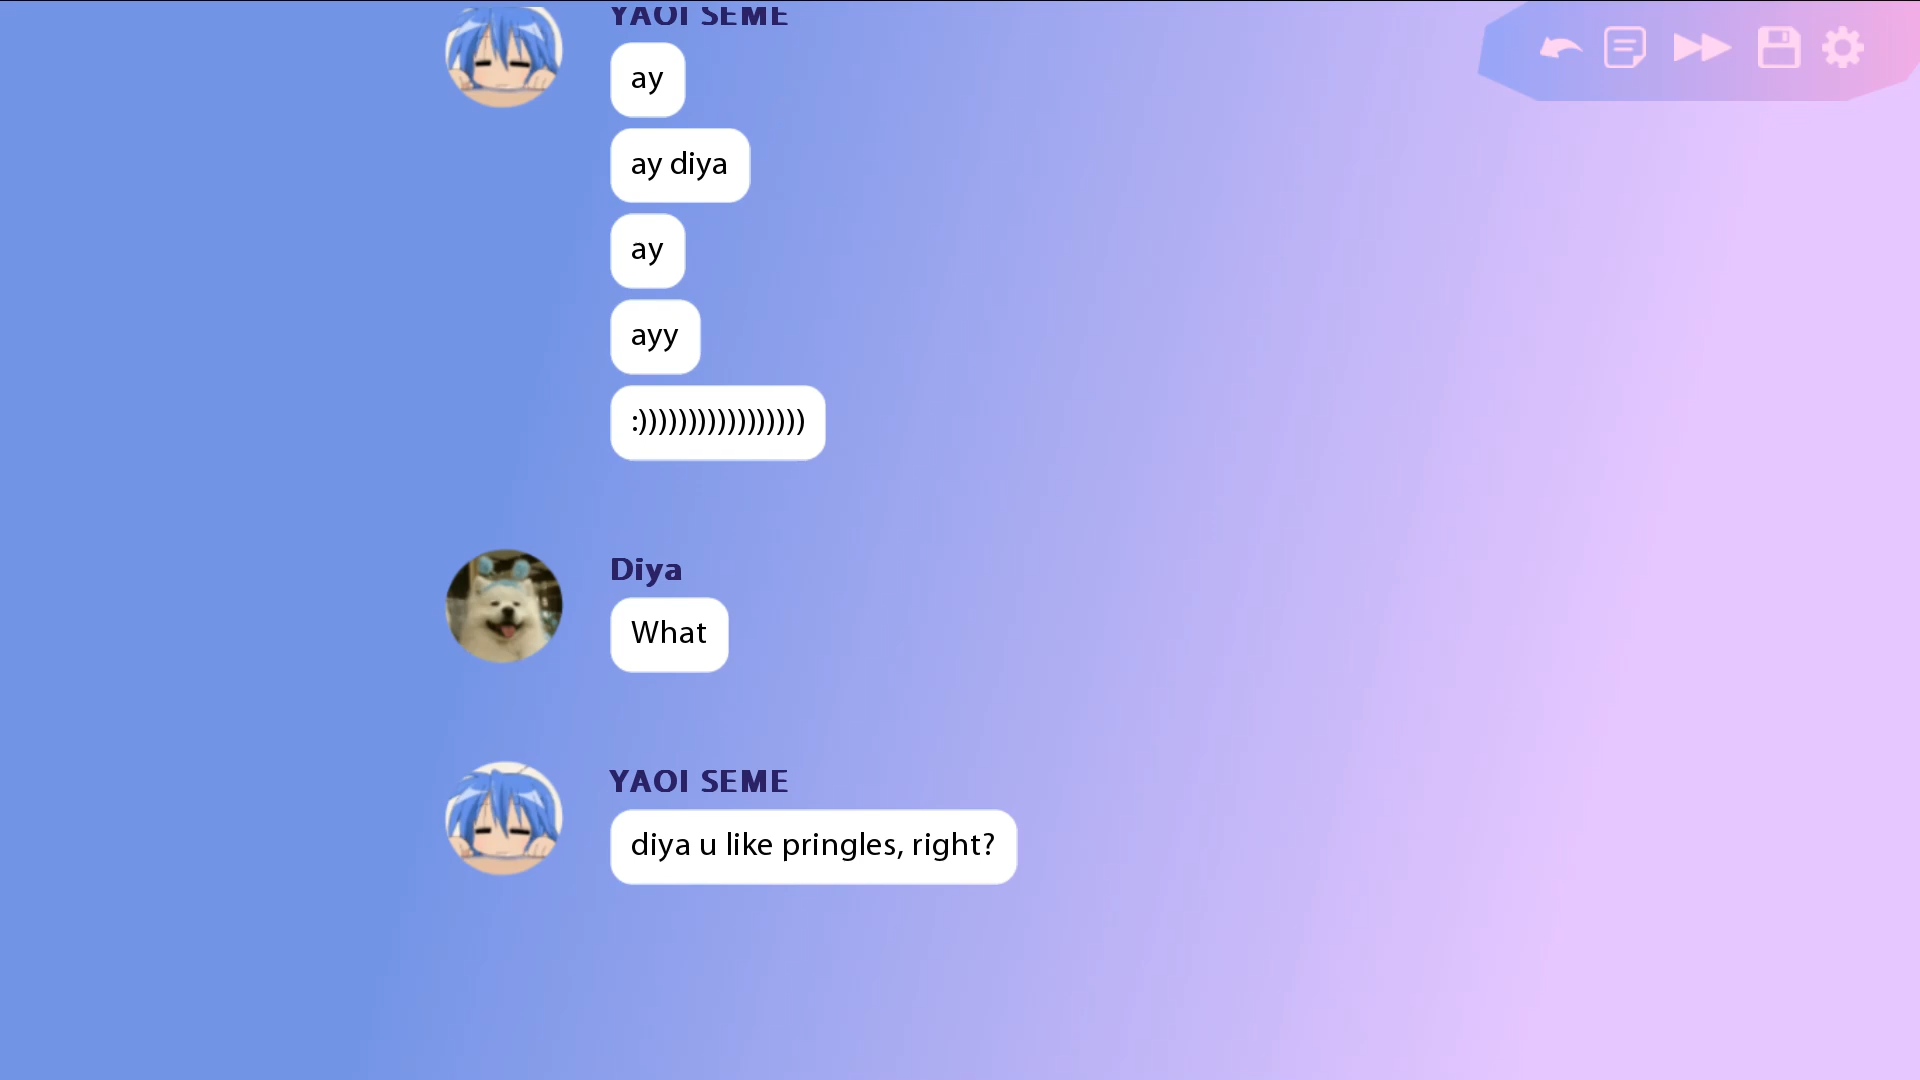 YAOI SEME
ay
ay diya
ay
ayy
:)))))))))))))))))
Diya
What
YAOI SEME
diya u like pringles, right?